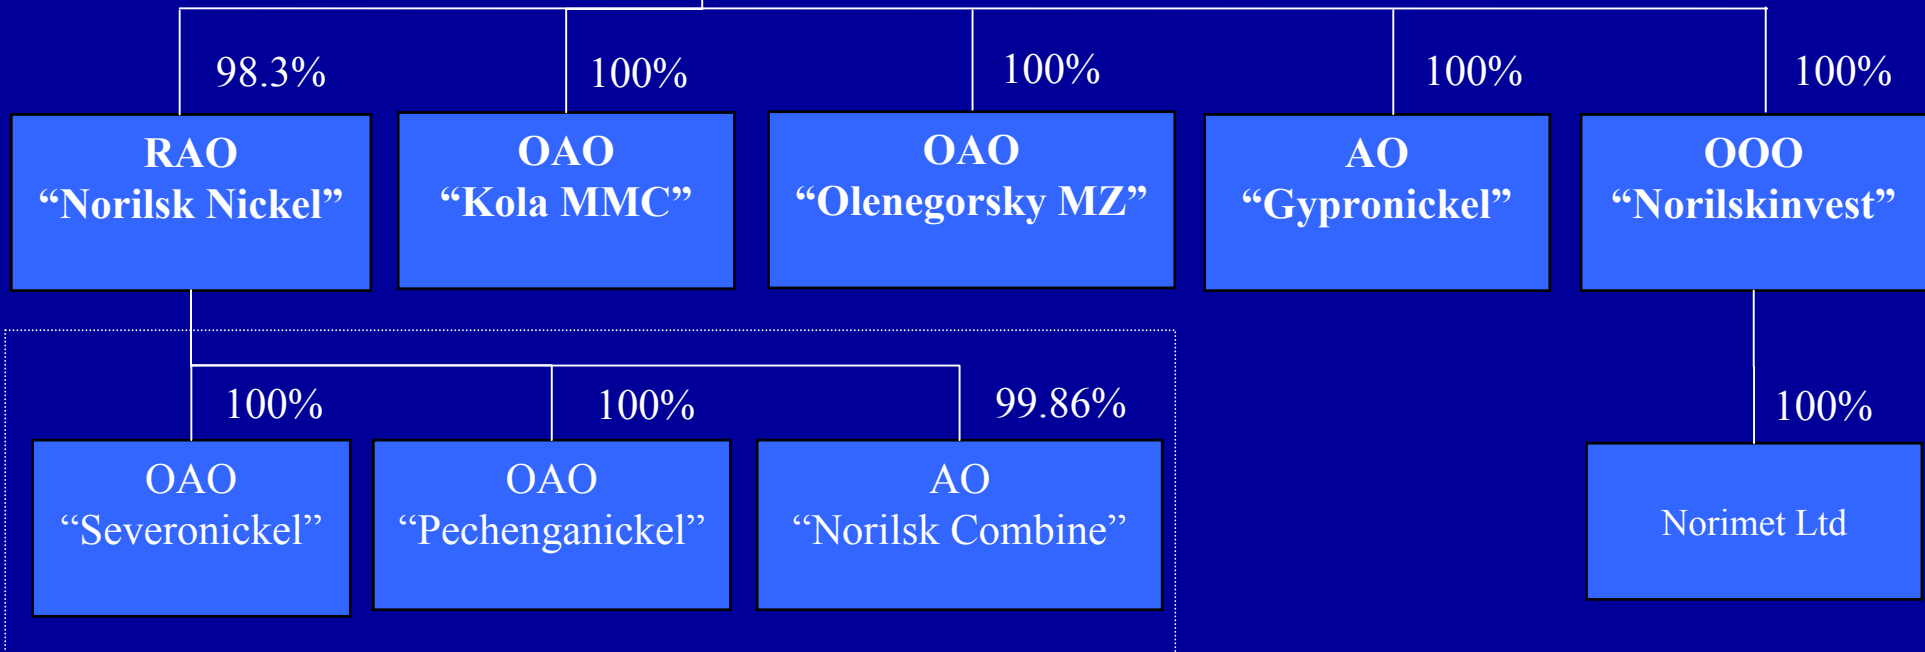 98.3%
100%
100%
100%
100%
RAO
“Norilsk Nickel”
OAO
“Kola MMC”
OAO
“Olenegorsky MZ”
AO
“Gypronickel”
OOO
“Norilskinvest”
100%
100%
99.86%
100%
OAO
“Severonickel”
OAO
“Pechenganickel”
AO
“Norilsk Combine”
Norimet Ltd